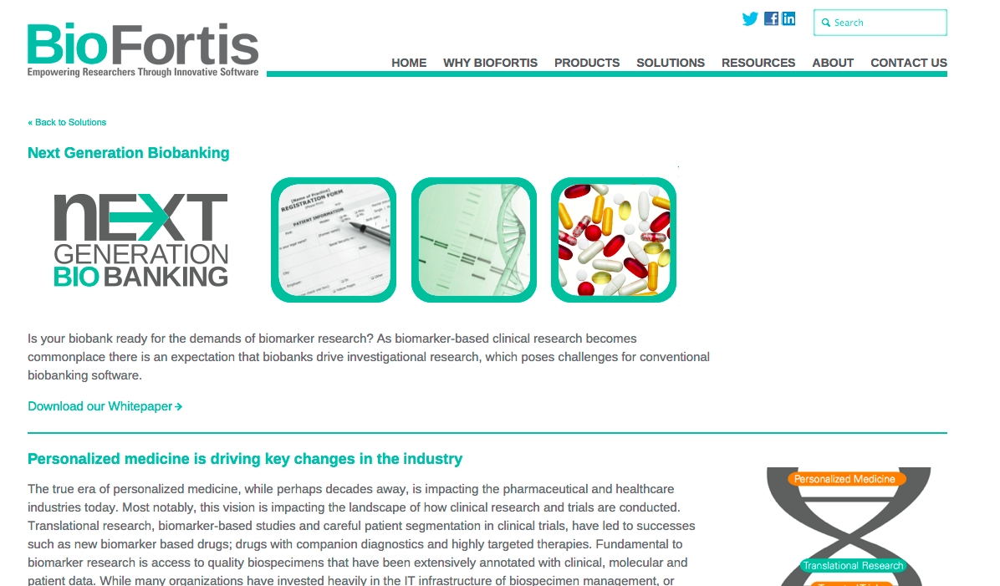 BioFortis
Empowering Researchers Through Innovative Software
Search
HOME WHY BIOFORTIS PRODUCTS SOLUTIONS RESOURCES ABOUT CONTACT US
« Back to Solutions
Next Generation Biobanking
nEXT
GENERATION
BIO BANKING
[Name of Practice]
REGISTRATION FORM
(Please Print)
PATIENT INFORMATION
Is your biobank ready for the demands of biomarker research? As biomarker-based clinical research becomes
commonplace there is an expectation that biobanks drive investigational research, which poses challenges for conventional
biobanking software.
Download our Whitepaper →
Personalized medicine is driving key changes in the industry
The true era of personalized medicine, while perhaps decades away, is impacting the pharmaceutical and healthcare
industries today. Most notably, this vision is impacting the landscape of how clinical research and trials are conducted.
Translational research, biomarker-based studies and careful patient segmentation in clinical trials, have led to successes
such as new biomarker based drugs; drugs with companion diagnostics and highly targeted therapies. Fundamental to
biomarker research is access to quality biospecimens that have been extensively annotated with clinical, molecular and
patient data. While many organizations have invested heavily in the IT infrastructure of biospecimen management, or
Personalized Medicine
Translational Research